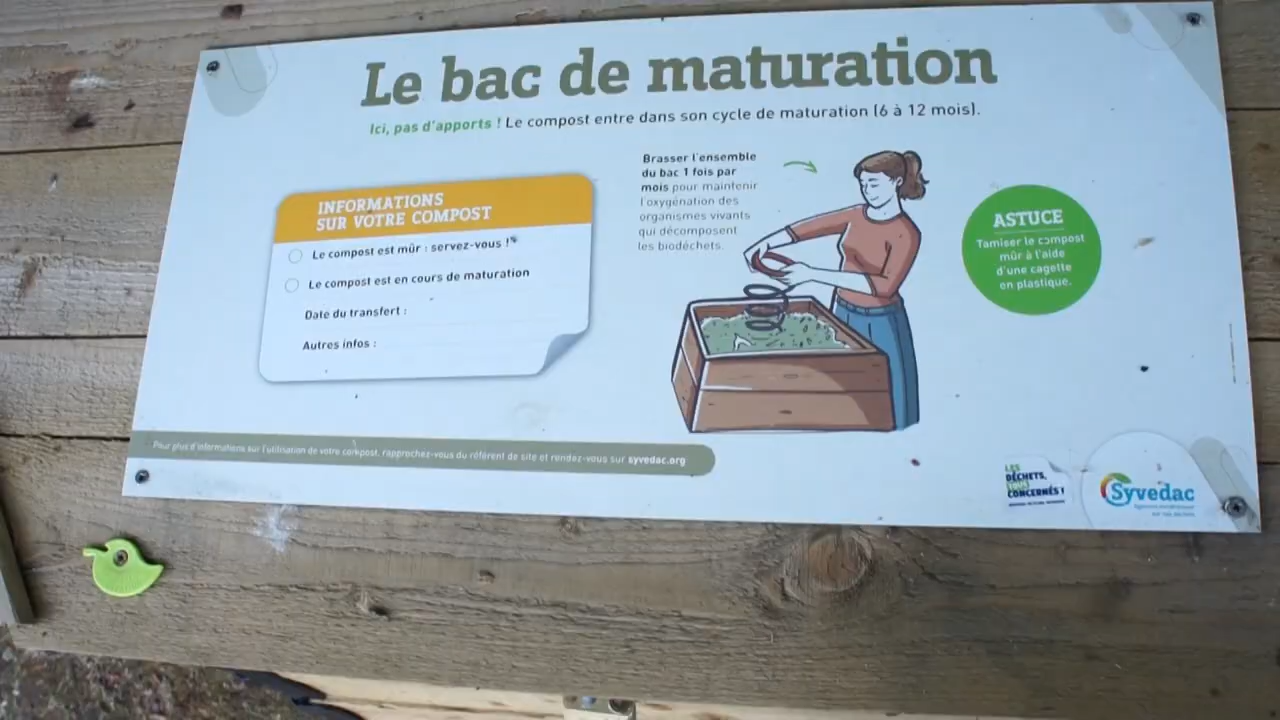 Le bac de maturation
Ici, pas d'apports ! Le compost entre dans son cycle de maturation (6 à 12 mois).
INFORMATIONS
SUR VOTRE COMPOST
Le compost est mûr : servez-vous !
Le compost est en cours de maturation
Date du transfert :
Autres infos :
Brasser l'ensemble
du bac 1 fois par
mois pour maintenir
l'oxygénation des
organismes vivants
qui décomposent
les biodéchets.
ASTUCE
Tamiser le compost
mûr à l'aide
d'une cagette
en plastique.
Pour plus d'informations sur l'utilisation de votre compost, rapprochez-vous du référent de site et rendez-vous sur syvedac.org
LES
DÉCHETS,
TOUS
CONCERNÉS !
Syvedac